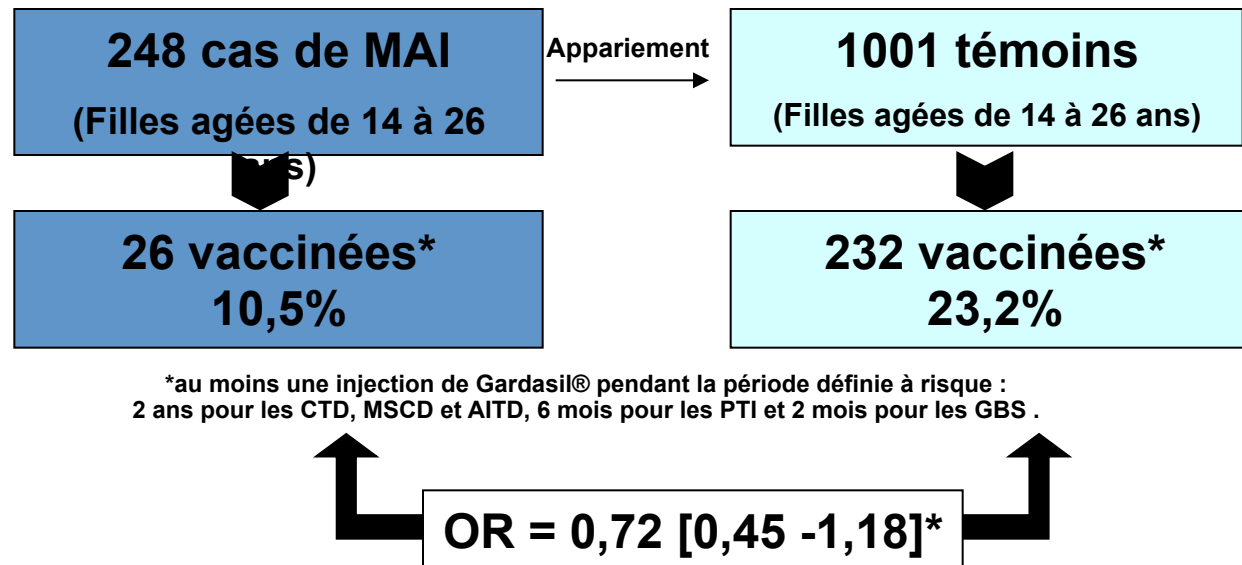 248 cas de MAI
(Filles agées de 14 à 26
ans)
Appariement
1001 témoins
(Filles agées de 14 à 26 ans)
26 vaccinées*
10,5%
232 vaccinées*
23,2%
*au moins une injection de Gardasil® pendant la période définie à risque :
2 ans pour les CTD, MSCD et AITD, 6 mois pour les PTI et 2 mois pour les GBS .
OR = 0,72 [0,45 -1,18]*